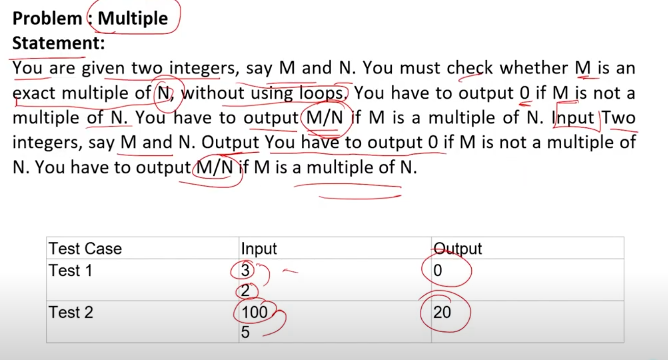 Problem : Multiple
Statement:
You are given two integers, say M and N. You must check whether M is an
exact multiple of N, without using loops. You have to output 0 if M is not a
multiple of N. You have to output M/N if M is a multiple of N. Input Two
integers, say M and N. Output You have to output 0 if M is not a multiple of
N. You have to output M/N if M is a multiple of N.
Test Case Input Output
Test 1 3 0
2
Test 2 100 20
5